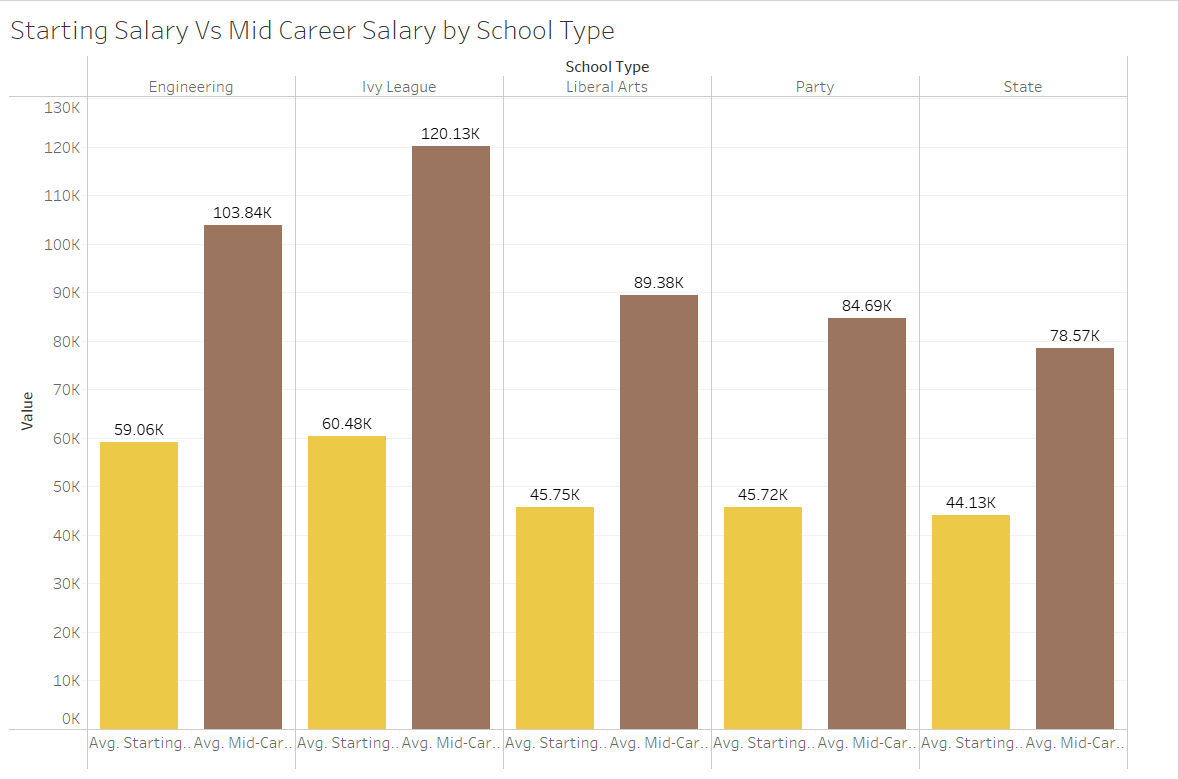 Starting Salary Vs Mid Career Salary by School Type
School Type
Engineering Ivy League Liberal Arts Party State
130K
120K
110K
100K
90K
80K
70K
60K
50K
40K
30K
20K
10K
0K
Value
59.06K 103.84K 60.48K 120.13K 45.75K 89.38K 45.72K 84.69K 44.13K 78.57K
Avg. Starting.. Avg. Mid-Car.. Avg. Starting.. Avg. Mid-Car.. Avg. Starting.. Avg. Mid-Car.. Avg. Starting.. Avg. Mid-Car.. Avg. Starting.. Avg. Mid-Car..